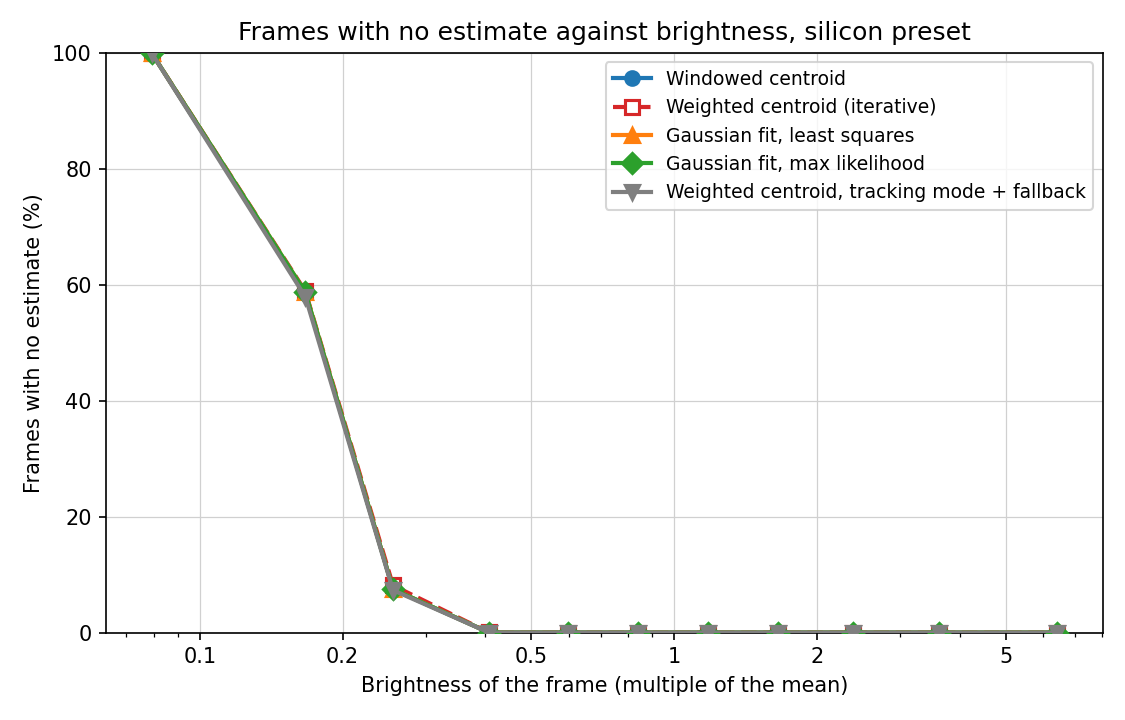 Frames with no estimate against brightness, silicon preset
100
80
60
40
20
0
Frames with no estimate (%)
Windowed centroid
Weighted centroid (iterative)
Gaussian fit, least squares
Gaussian fit, max likelihood
Weighted centroid, tracking mode + fallback
0.1
0.2
0.5
1
2
5
Brightness of the frame (multiple of the mean)